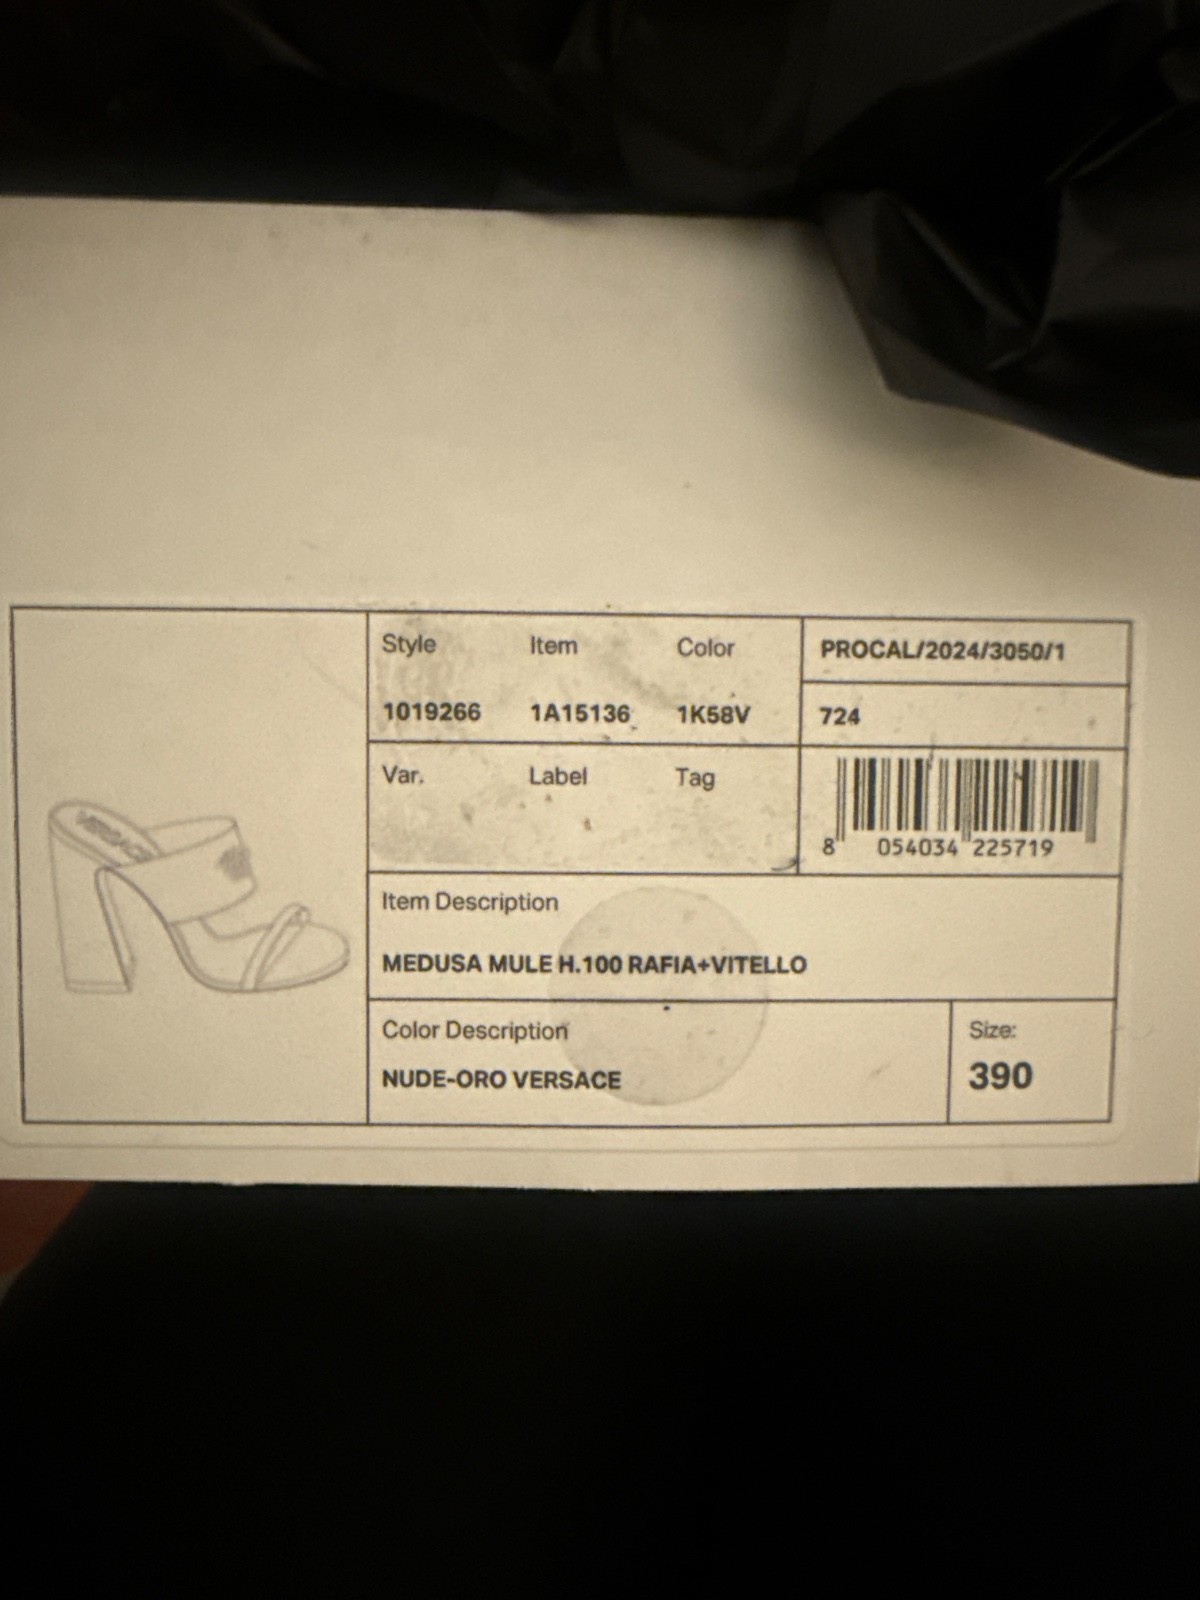 Style Item Color
1019266 1A15136 1K58V
PROCAL/2024/3050/1
724
Var. Label Tag
8 054034 225719
Item Description
MEDUSA MULE H.100 RAFIA+VITELLO
Color Description
NUDE-ORO VERSACE
Size:
390
VERSACE